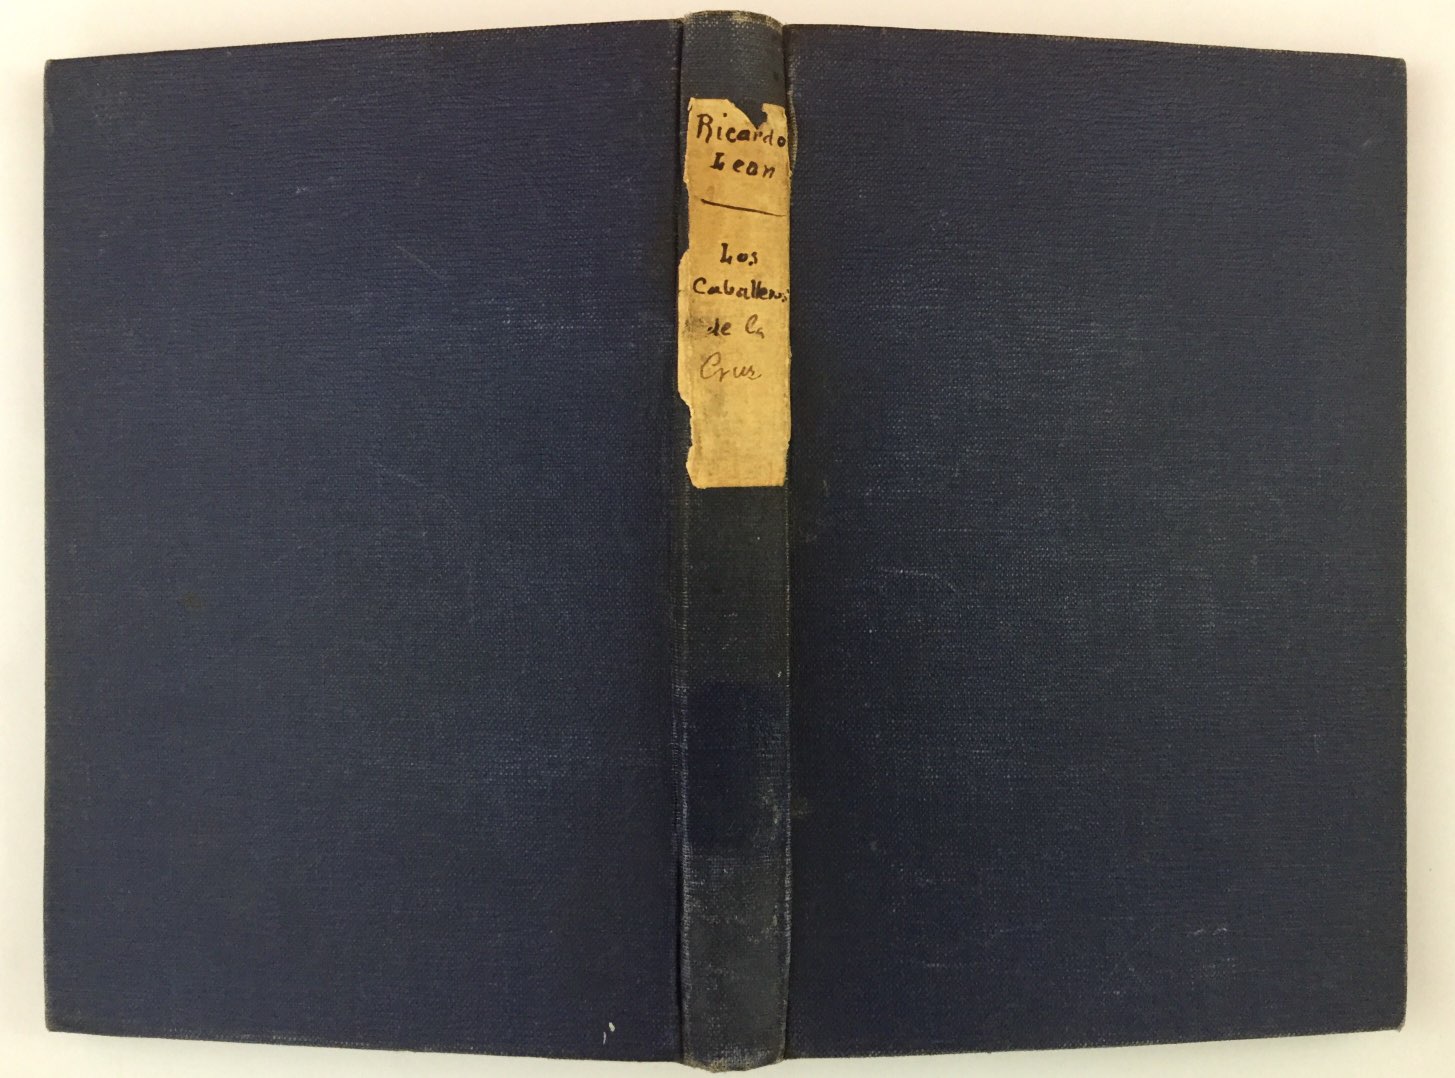 Ricardo
Leon
Los
Caballeros
de la
Cruz